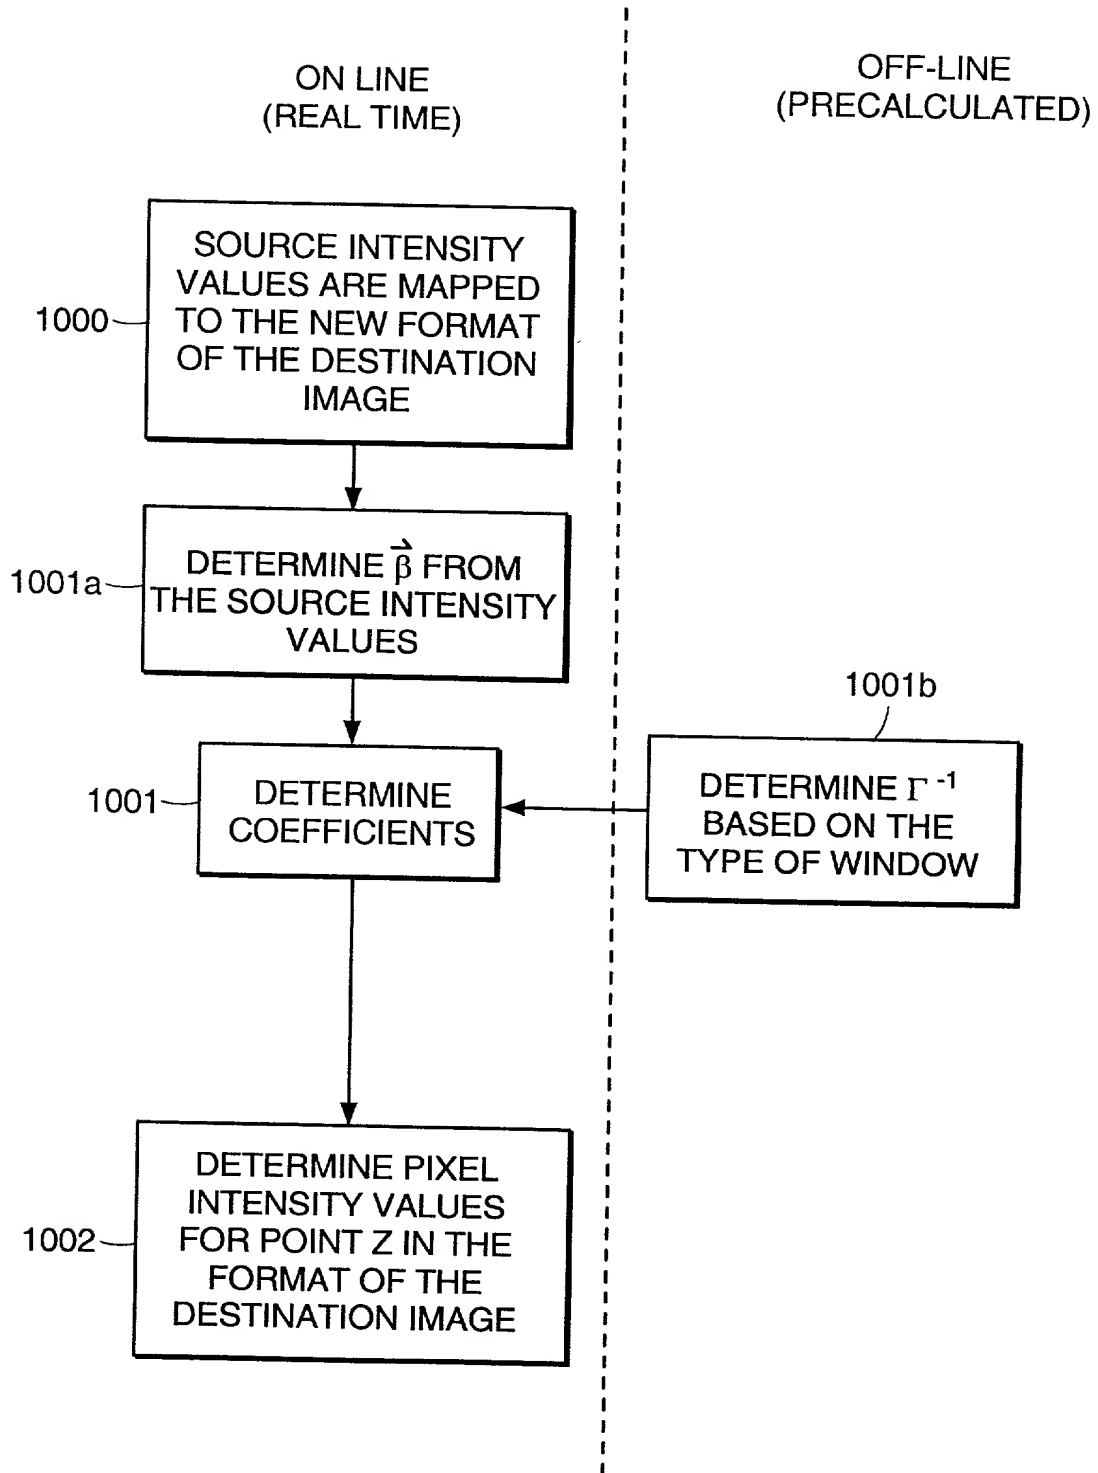 ON LINE
(REAL TIME)
OFF-LINE
(PRECALCULATED)
SOURCE INTENSITY
VALUES ARE MAPPED
TO THE NEW FORMAT
OF THE DESTINATION
IMAGE
1000
DETERMINE β⃗ FROM
THE SOURCE INTENSITY
VALUES
1001a
1001b
DETERMINE
COEFFICIENTS
1001
DETERMINE Γ⁻¹
BASED ON THE
TYPE OF WINDOW
DETERMINE PIXEL
INTENSITY VALUES
FOR POINT Z IN THE
FORMAT OF THE
DESTINATION IMAGE
1002